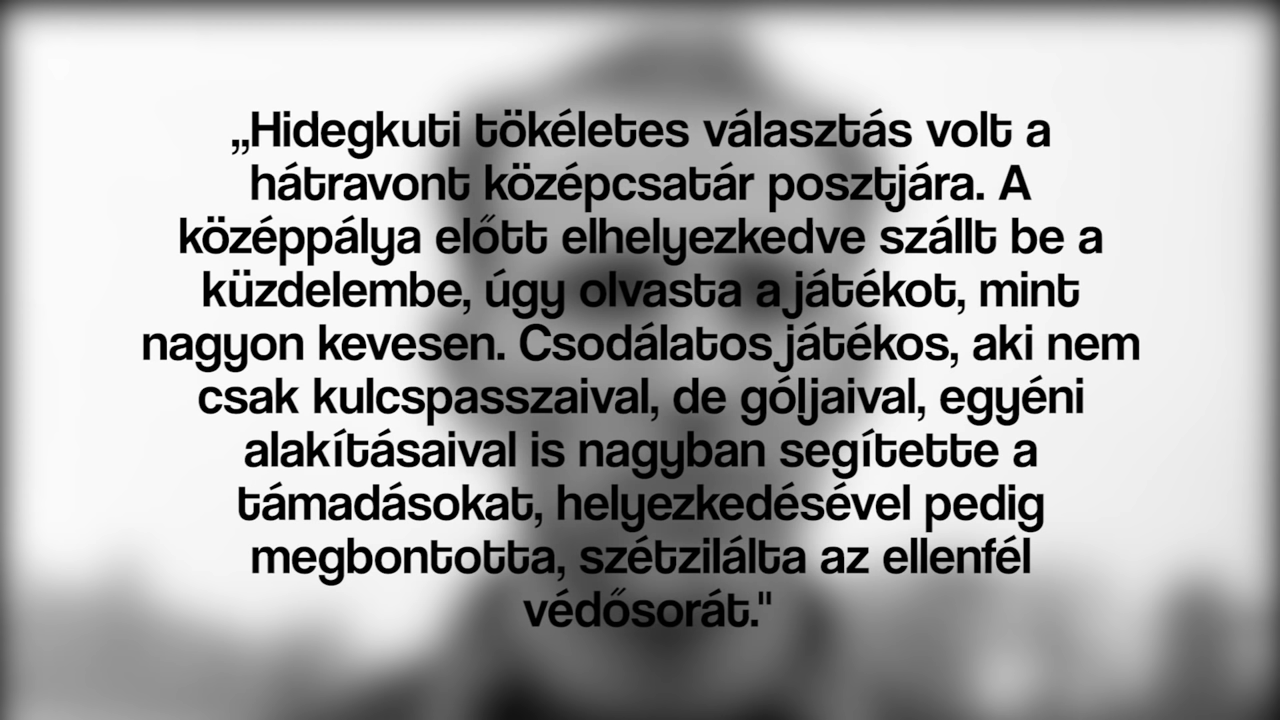 „Hidegkuti tökéletes választás volt a
hátravont középcsatár posztjára. A
középpálya előtt elhelyezkedve szállt be a
küzdelembe, úgy olvasta a játékot, mint
nagyon kevesen. Csodálatos játékos, aki nem
csak kulcspasszaival, de góljaival, egyéni
alakításaival is nagyban segítette a
támadásokat, helyezkedésével pedig
megbontotta, szétzilálta az ellenfél
védősorát."